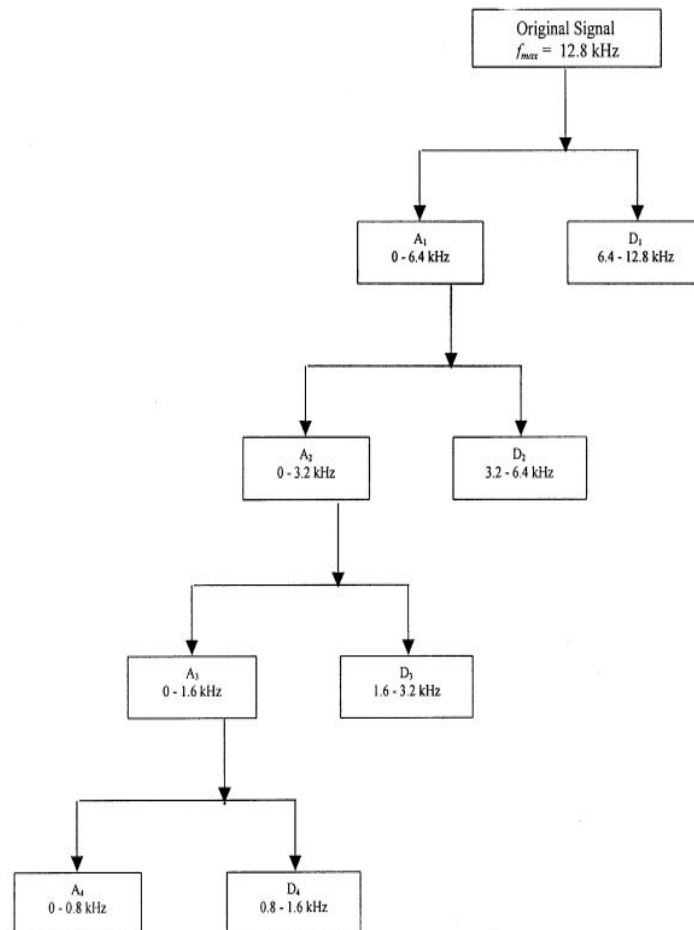 Original Signal
fmax = 12.8 kHz
A₁
0 - 6.4 kHz
D₁
6.4 - 12.8 kHz
A₂
0 - 3.2 kHz
D₂
3.2 - 6.4 kHz
A₃
0 - 1.6 kHz
D₃
1.6 - 3.2 kHz
A₄
0 - 0.8 kHz
D₄
0.8 - 1.6 kHz